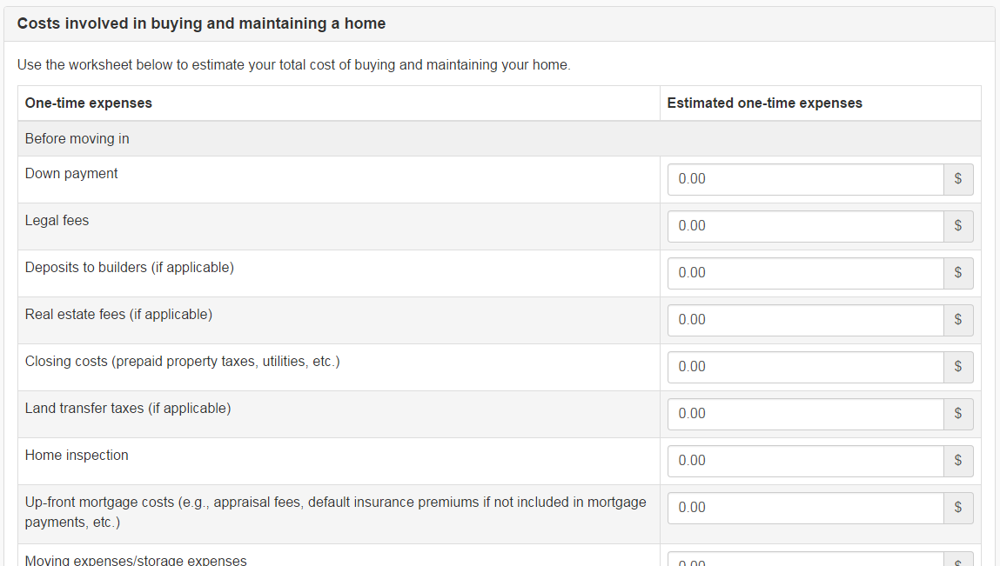 Costs involved in buying and maintaining a home
Use the worksheet below to estimate your total cost of buying and maintaining your home.
One-time expenses Estimated one-time expenses
Before moving in
Down payment 0.00 $
Legal fees 0.00 $
Deposits to builders (if applicable) 0.00 $
Real estate fees (if applicable) 0.00 $
Closing costs (prepaid property taxes, utilities, etc.) 0.00 $
Land transfer taxes (if applicable) 0.00 $
Home inspection 0.00 $
Up-front mortgage costs (e.g., appraisal fees, default insurance premiums if not included in mortgage 0.00 $
payments, etc.)
Moving expenses/storage expenses 0.00 $